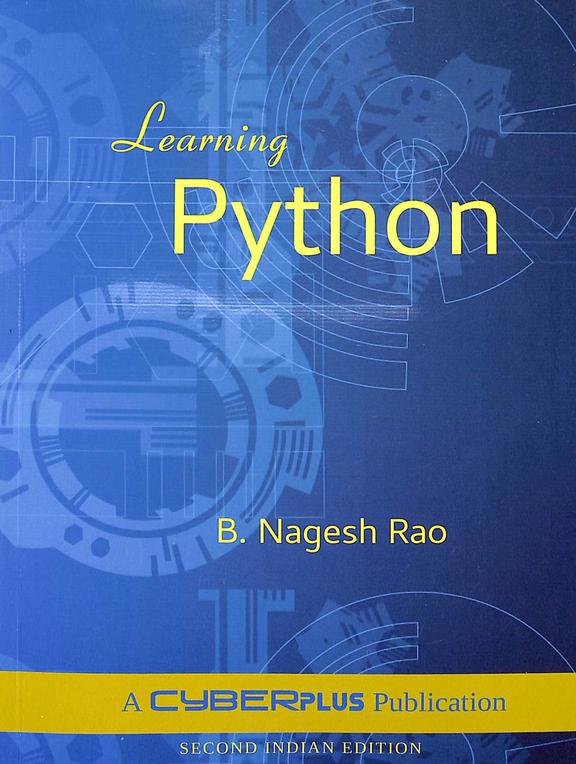 Learning
Python
B. Nagesh Rao
A CYBERPLUS Publication
SECOND INDIAN EDITION